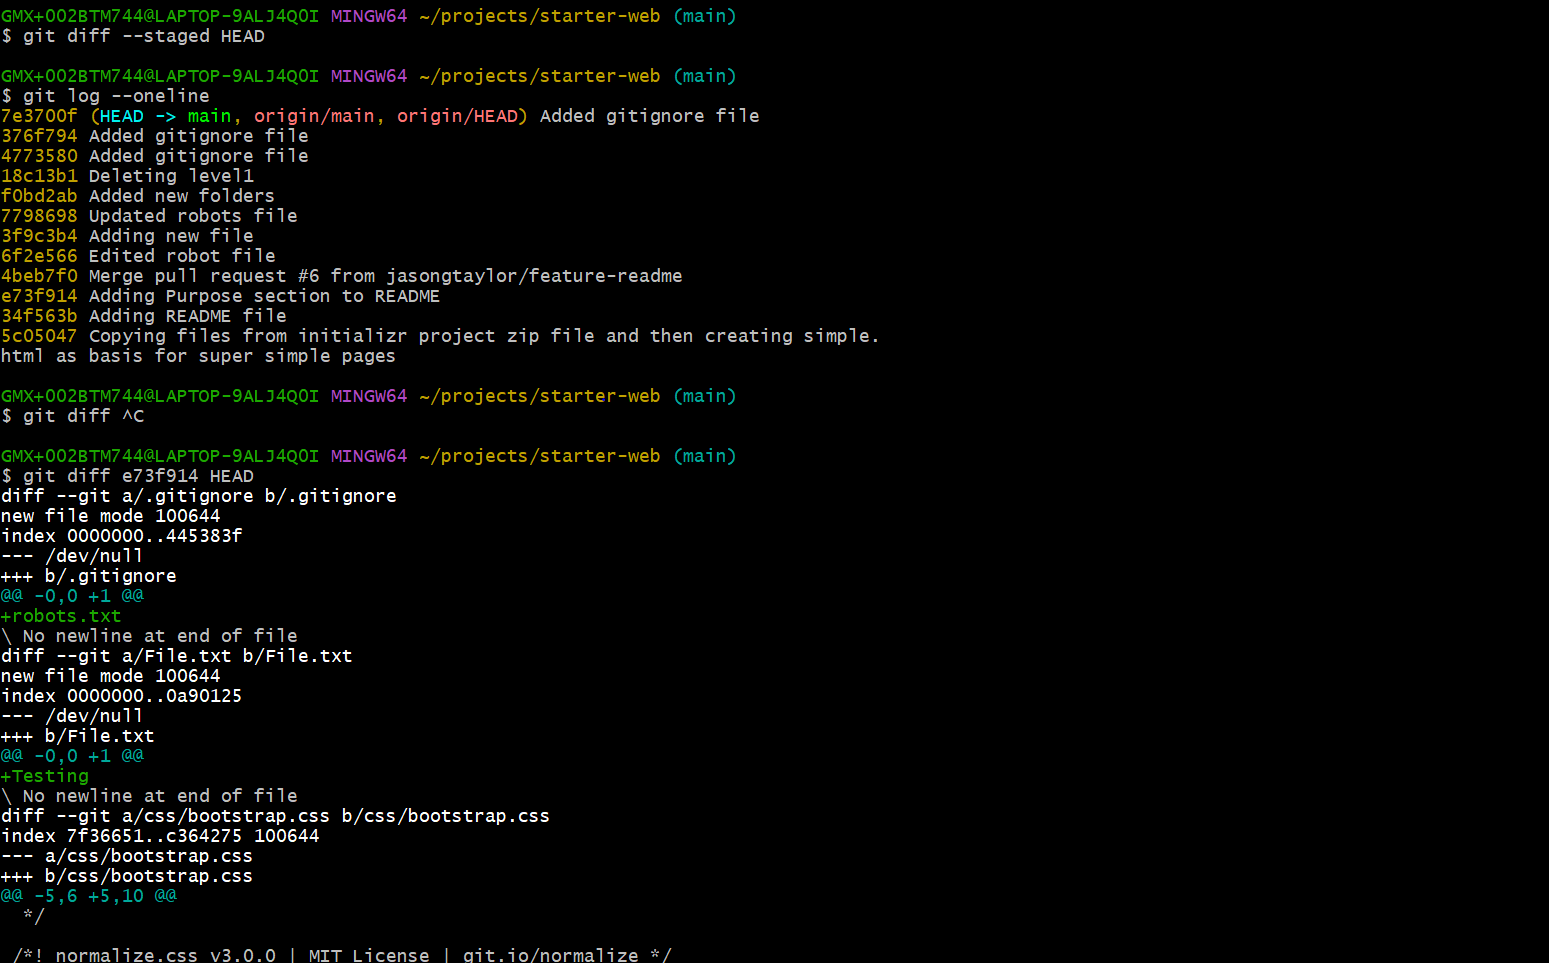 GMX+002BTM744@LAPTOP-9ALJ4Q0I MINGW64 ~/projects/starter-web (main)
$ git diff --staged HEAD
GMX+002BTM744@LAPTOP-9ALJ4Q0I MINGW64 ~/projects/starter-web (main)
$ git log --oneline
7e3700f (HEAD -> main, origin/main, origin/HEAD) Added gitignore file
376f794 Added gitignore file
4773580 Added gitignore file
18c13b1 Deleting level1
f0bd2ab Added new folders
7798698 Updated robots file
3f9c3b4 Adding new file
6f2e566 Edited robot file
4beb7f0 Merge pull request #6 from jasongtaylor/feature-readme
e73f914 Adding Purpose section to README
34f563b Adding README file
5c05047 Copying files from initializr project zip file and then creating simple.
html as basis for super simple pages
GMX+002BTM744@LAPTOP-9ALJ4Q0I MINGW64 ~/projects/starter-web (main)
$ git diff ^C
GMX+002BTM744@LAPTOP-9ALJ4Q0I MINGW64 ~/projects/starter-web (main)
$ git diff e73f914 HEAD
diff --git a/.gitignore b/.gitignore
new file mode 100644
index 0000000..445383f
--- /dev/null
+++ b/.gitignore
@@ -0,0 +1 @@
+robots.txt
\ No newline at end of file
diff --git a/File.txt b/File.txt
new file mode 100644
index 0000000..0a90125
--- /dev/null
+++ b/File.txt
@@ -0,0 +1 @@
+Testing
\ No newline at end of file
diff --git a/css/bootstrap.css b/css/bootstrap.css
index 7f36651..c364275 100644
--- a/css/bootstrap.css
+++ b/css/bootstrap.css
@@ -5,6 +5,10 @@
*/
/*! normalize.css v3.0.0 | MIT License | git.io/normalize */